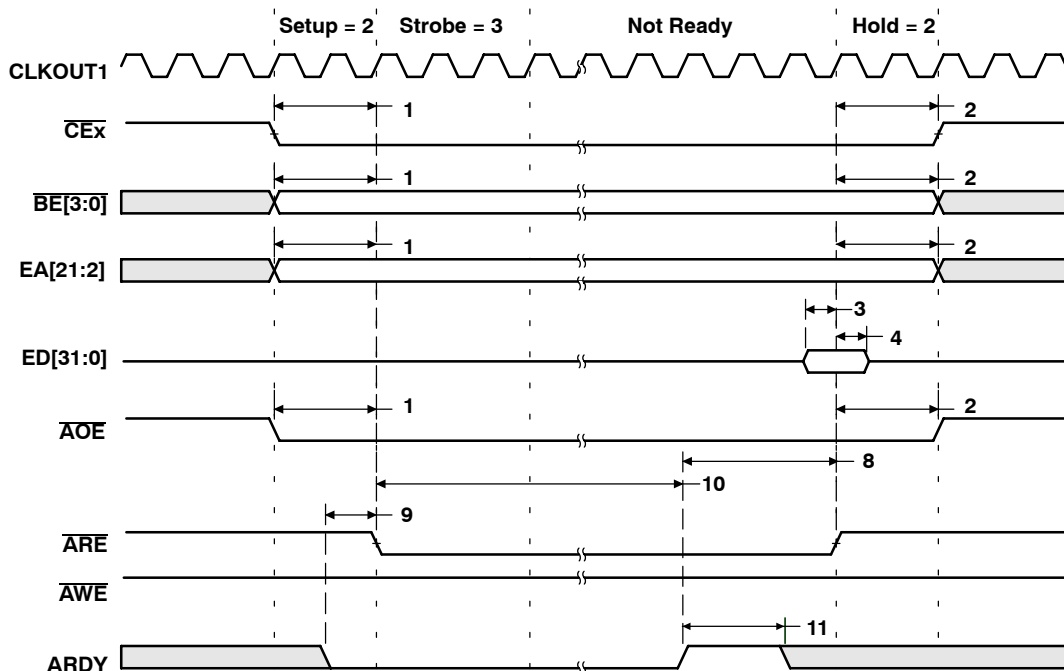 Setup = 2 Strobe = 3 Not Ready Hold = 2
CLKOUT1
1 2
CEx
1 2
BE[3:0]
1 2
EA[21:2]
3
4
ED[31:0]
1 2
AOE
8
10
9
ARE
AWE
11
ARDY